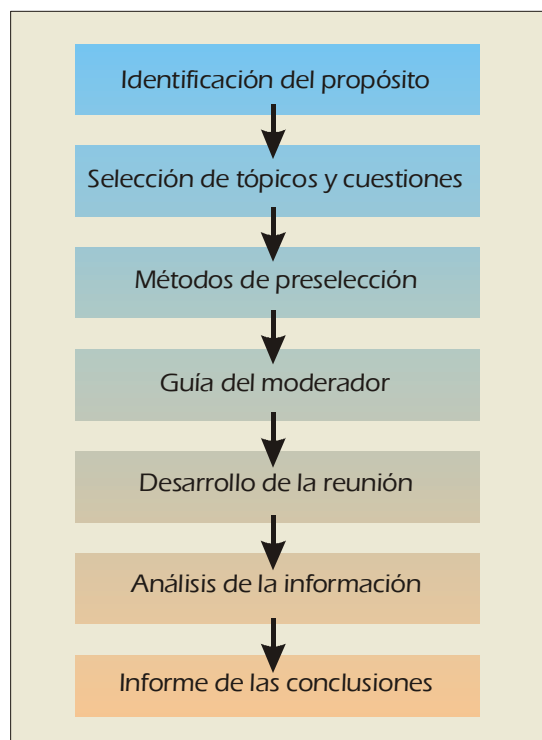 Identificación del propósito
Selección de tópicos y cuestiones
Métodos de preselección
Guía del moderador
Desarrollo de la reunión
Análisis de la información
Informe de las conclusiones